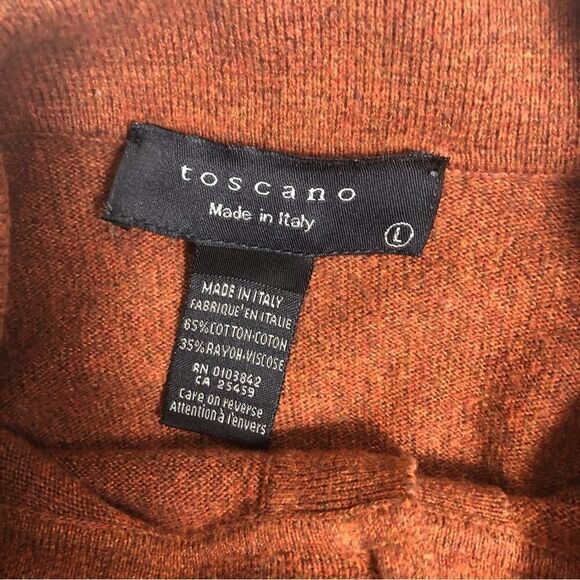 toscano
Made in Italy
L
MADE IN ITALY
FABRIQUE'EN ITALIE
65%COTTON-COTON
35%RAYON-VISCOSE
RN 0103842
CA 25459
Care on reverse
Attention à l'envers